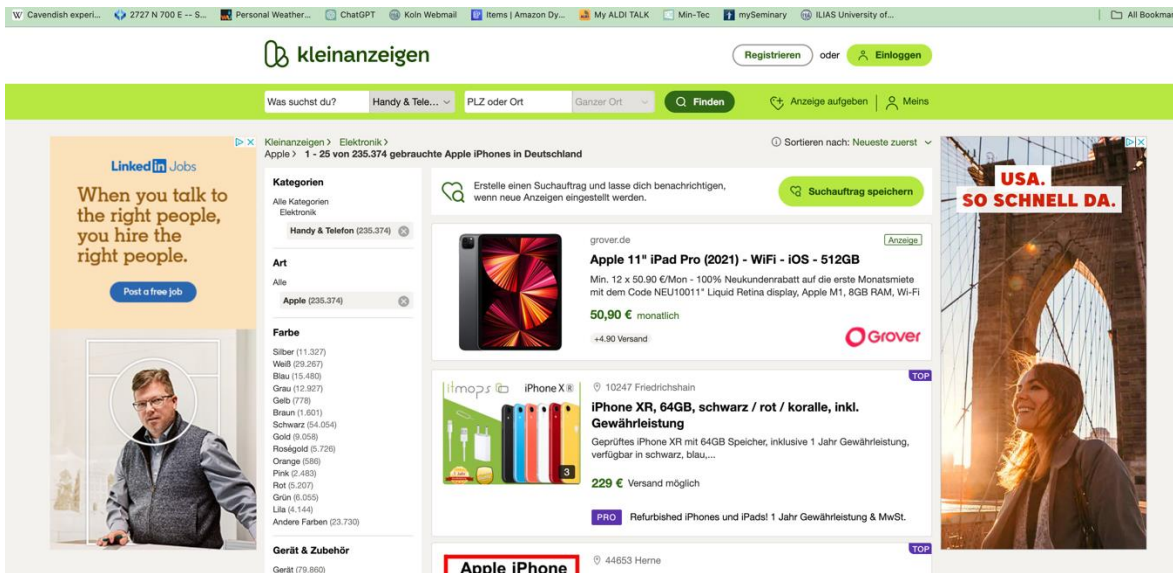 Cavendish experi...
2727 N 700 E -- S...
Personal Weather...
ChatGPT
Koln Webmail
Items | Amazon Dy...
My ALDI TALK
Min-Tec
mySeminary
ILIAS University of...
All Bookmar
kleinanzeigen
Registrieren oder Einloggen
Was suchst du? Handy & Tele... PLZ oder Ort Ganzer Ort Finden Anzeige aufgeben Meins
LinkedIn Jobs
When you talk to
the right people,
you hire the
right people.
Post a free job
Kleinanzeigen > Elektronik >
Apple > 1 - 25 von 235.374 gebrauchte Apple iPhones in Deutschland
Sortieren nach: Neueste zuerst
Kategorien
Alle Kategorien
Elektronik
Handy & Telefon (235.374)
Art
Alle
Apple (235.374)
Farbe
Silber (11.327)
Weiß (29.267)
Blau (15.480)
Grau (12.927)
Gelb (778)
Braun (1.601)
Schwarz (54.054)
Gold (9.058)
Roségold (5.726)
Orange (586)
Pink (2.483)
Rot (5.207)
Grün (6.055)
Lila (4.144)
Andere Farben (23.730)
Gerät & Zubehör
Gerät (79.860)
Erstelle einen Suchauftrag und lasse dich benachrichtigen,
wenn neue Anzeigen eingestellt werden.
Suchauftrag speichern
grover.de
Anzeige
Apple 11" iPad Pro (2021) - WiFi - iOS - 512GB
Min. 12 x 50.90 €/Mon - 100% Neukundenrabatt auf die erste Monatsmiete
mit dem Code NEU10011" Liquid Retina display, Apple M1, 8GB RAM, Wi-Fi
50,90 € monatlich
+4.90 Versand
GROVER
TOP
iPhone X R
3
10247 Friedrichshain
iPhone XR, 64GB, schwarz / rot / koralle, inkl.
Gewährleistung
Geprüftes iPhone XR mit 64GB Speicher, inklusive 1 Jahr Gewährleistung,
verfügbar in schwarz, blau,...
229 € Versand möglich
PRO Refurbished iPhones und iPads! 1 Jahr Gewährleistung & MwSt.
TOP
Apple iPhone
44653 Herne
USA.
SO SCHNELL DA.